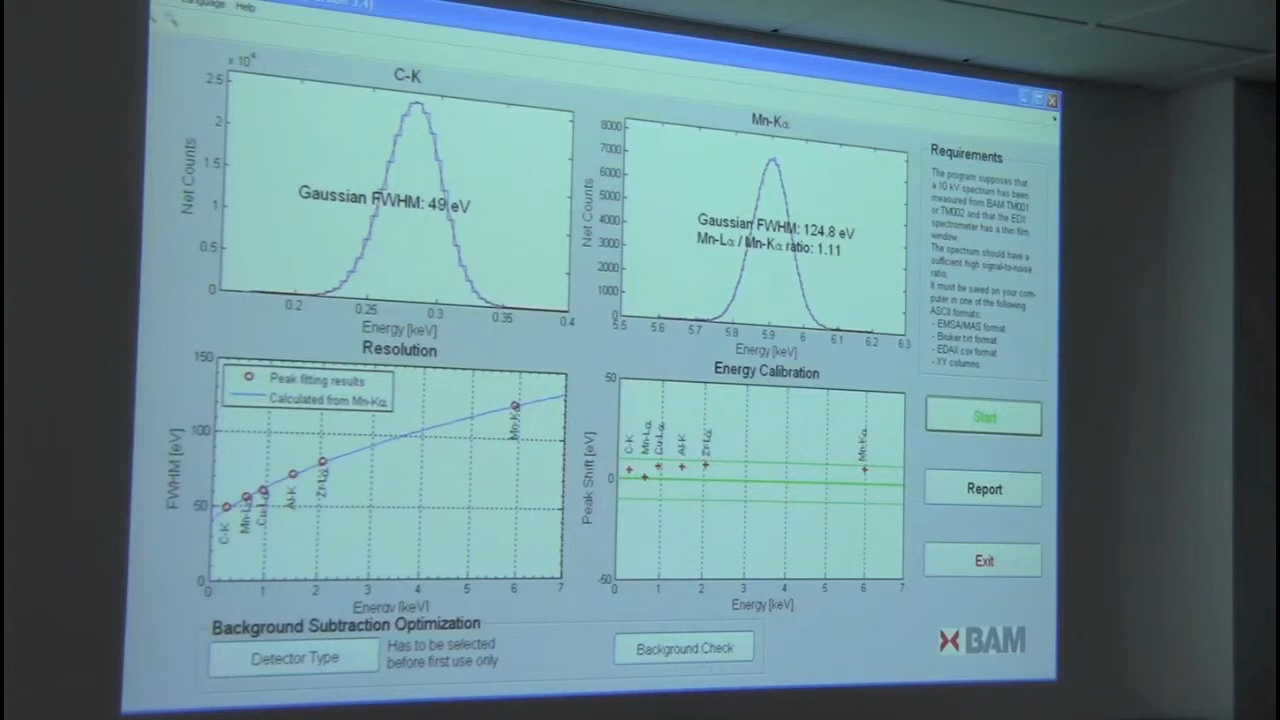 Language Help
C-K
x 10⁴
2.5
2
1.5
1
0.5
0
Net Counts
Gaussian FWHM: 49 eV
0.2 0.25 0.3 0.35 0.4
Energy [keV]
Mn-Kα
8000
7000
6000
5000
4000
3000
2000
1000
0
Net Counts
Gaussian FWHM: 124.8 eV
Mn-Lα / Mn-Kα ratio: 1.11
5.5 5.6 5.7 5.8 5.9 6 6.1 6.2 6.3
Energy [keV]
Requirements
The program supposes that
a 10 kV spectrum has been
measured from BAM TM001
or TM002 and that the EDX
spectrometer has a thin film
window.
The spectrum should have a
sufficient high signal-to-noise
ratio.
It must be saved on your com-
puter in one of the following
ASCII formats:
- EMSA/MAS format
- Bruker txt format
- EDAX csv format
- XY columns
Resolution
150
100
50
0
FWHM [eV]
Peak fitting results
Calculated from Mn-Kα
C-K
Mn-Lα
Cu-Lα
Al-K
Zr-Lα
Mn-Kα
0 1 2 3 4 5 6 7
Energy [keV]
Energy Calibration
50
0
-50
Peak Shift [eV]
C-K
Mn-Lα
Cu-Lα
Al-K
Zr-Lα
Mn-Kα
0 1 2 3 4 5 6 7
Energy [keV]
Start
Report
Exit
Background Subtraction Optimization
Detector Type
Has to be selected
before first use only
Background Check
BAM